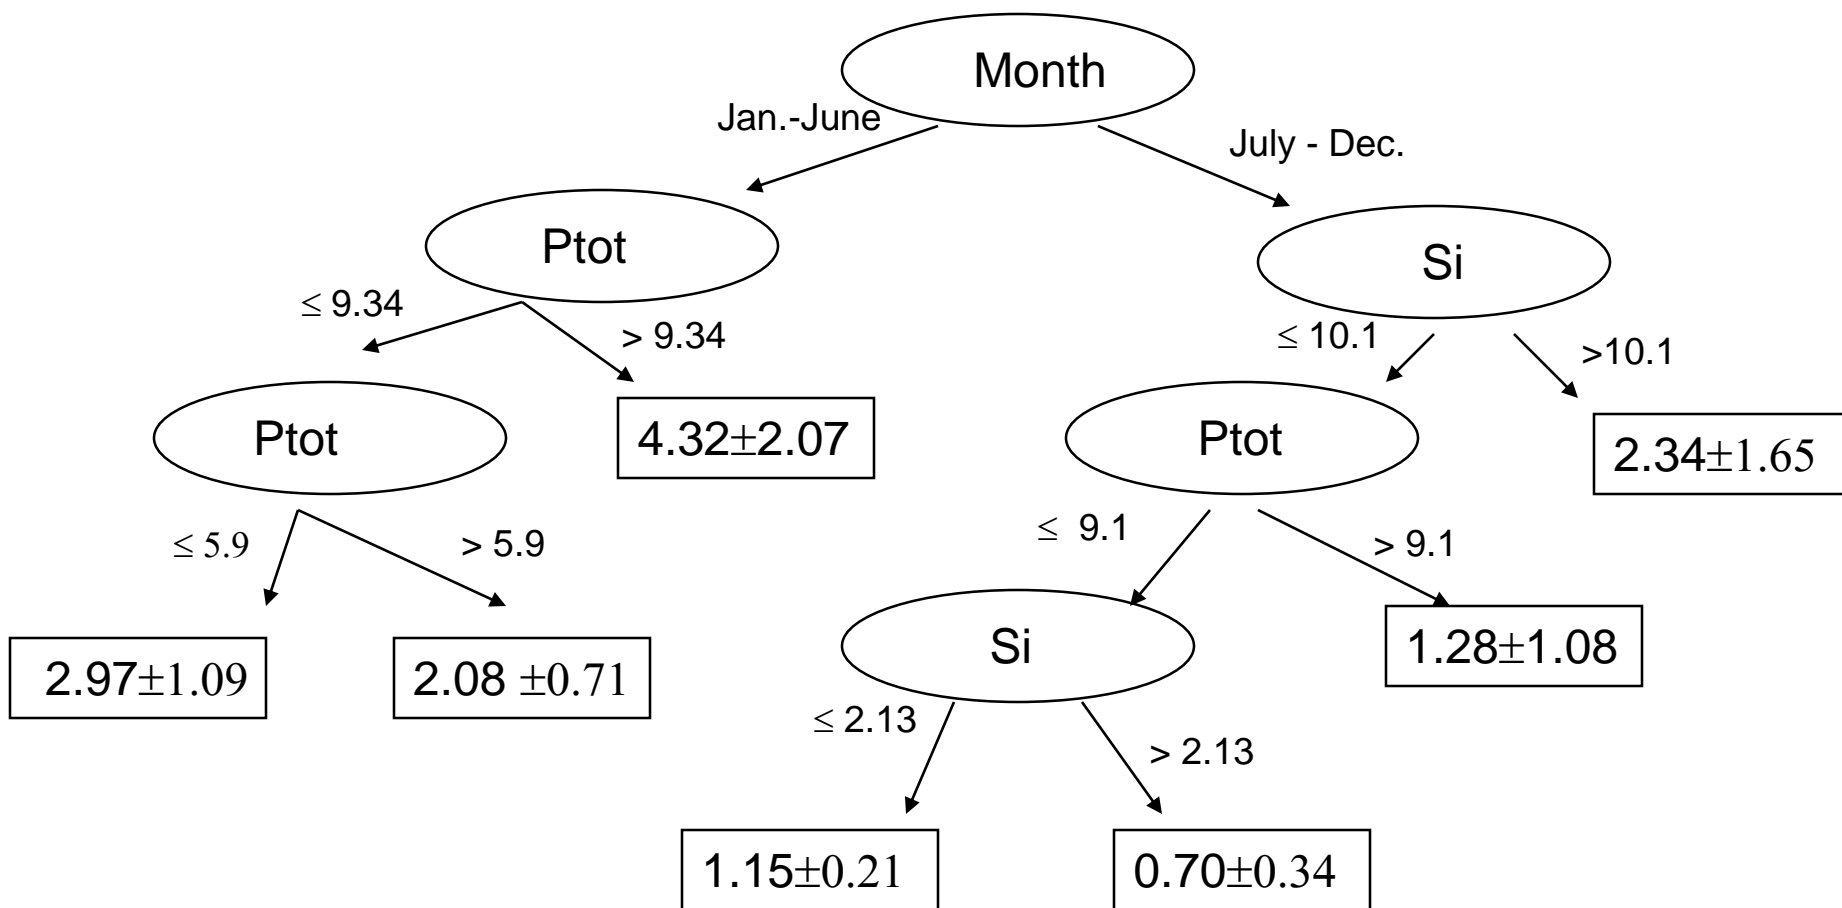 Month
Jan.-June
July - Dec.
Ptot
Si
≤ 9.34
> 9.34
≤ 10.1
>10.1
Ptot
4.32±2.07
Ptot
2.34±1.65
≤ 5.9
> 5.9
≤ 9.1
> 9.1
2.97±1.09
2.08 ±0.71
Si
1.28±1.08
≤ 2.13
> 2.13
1.15±0.21
0.70±0.34